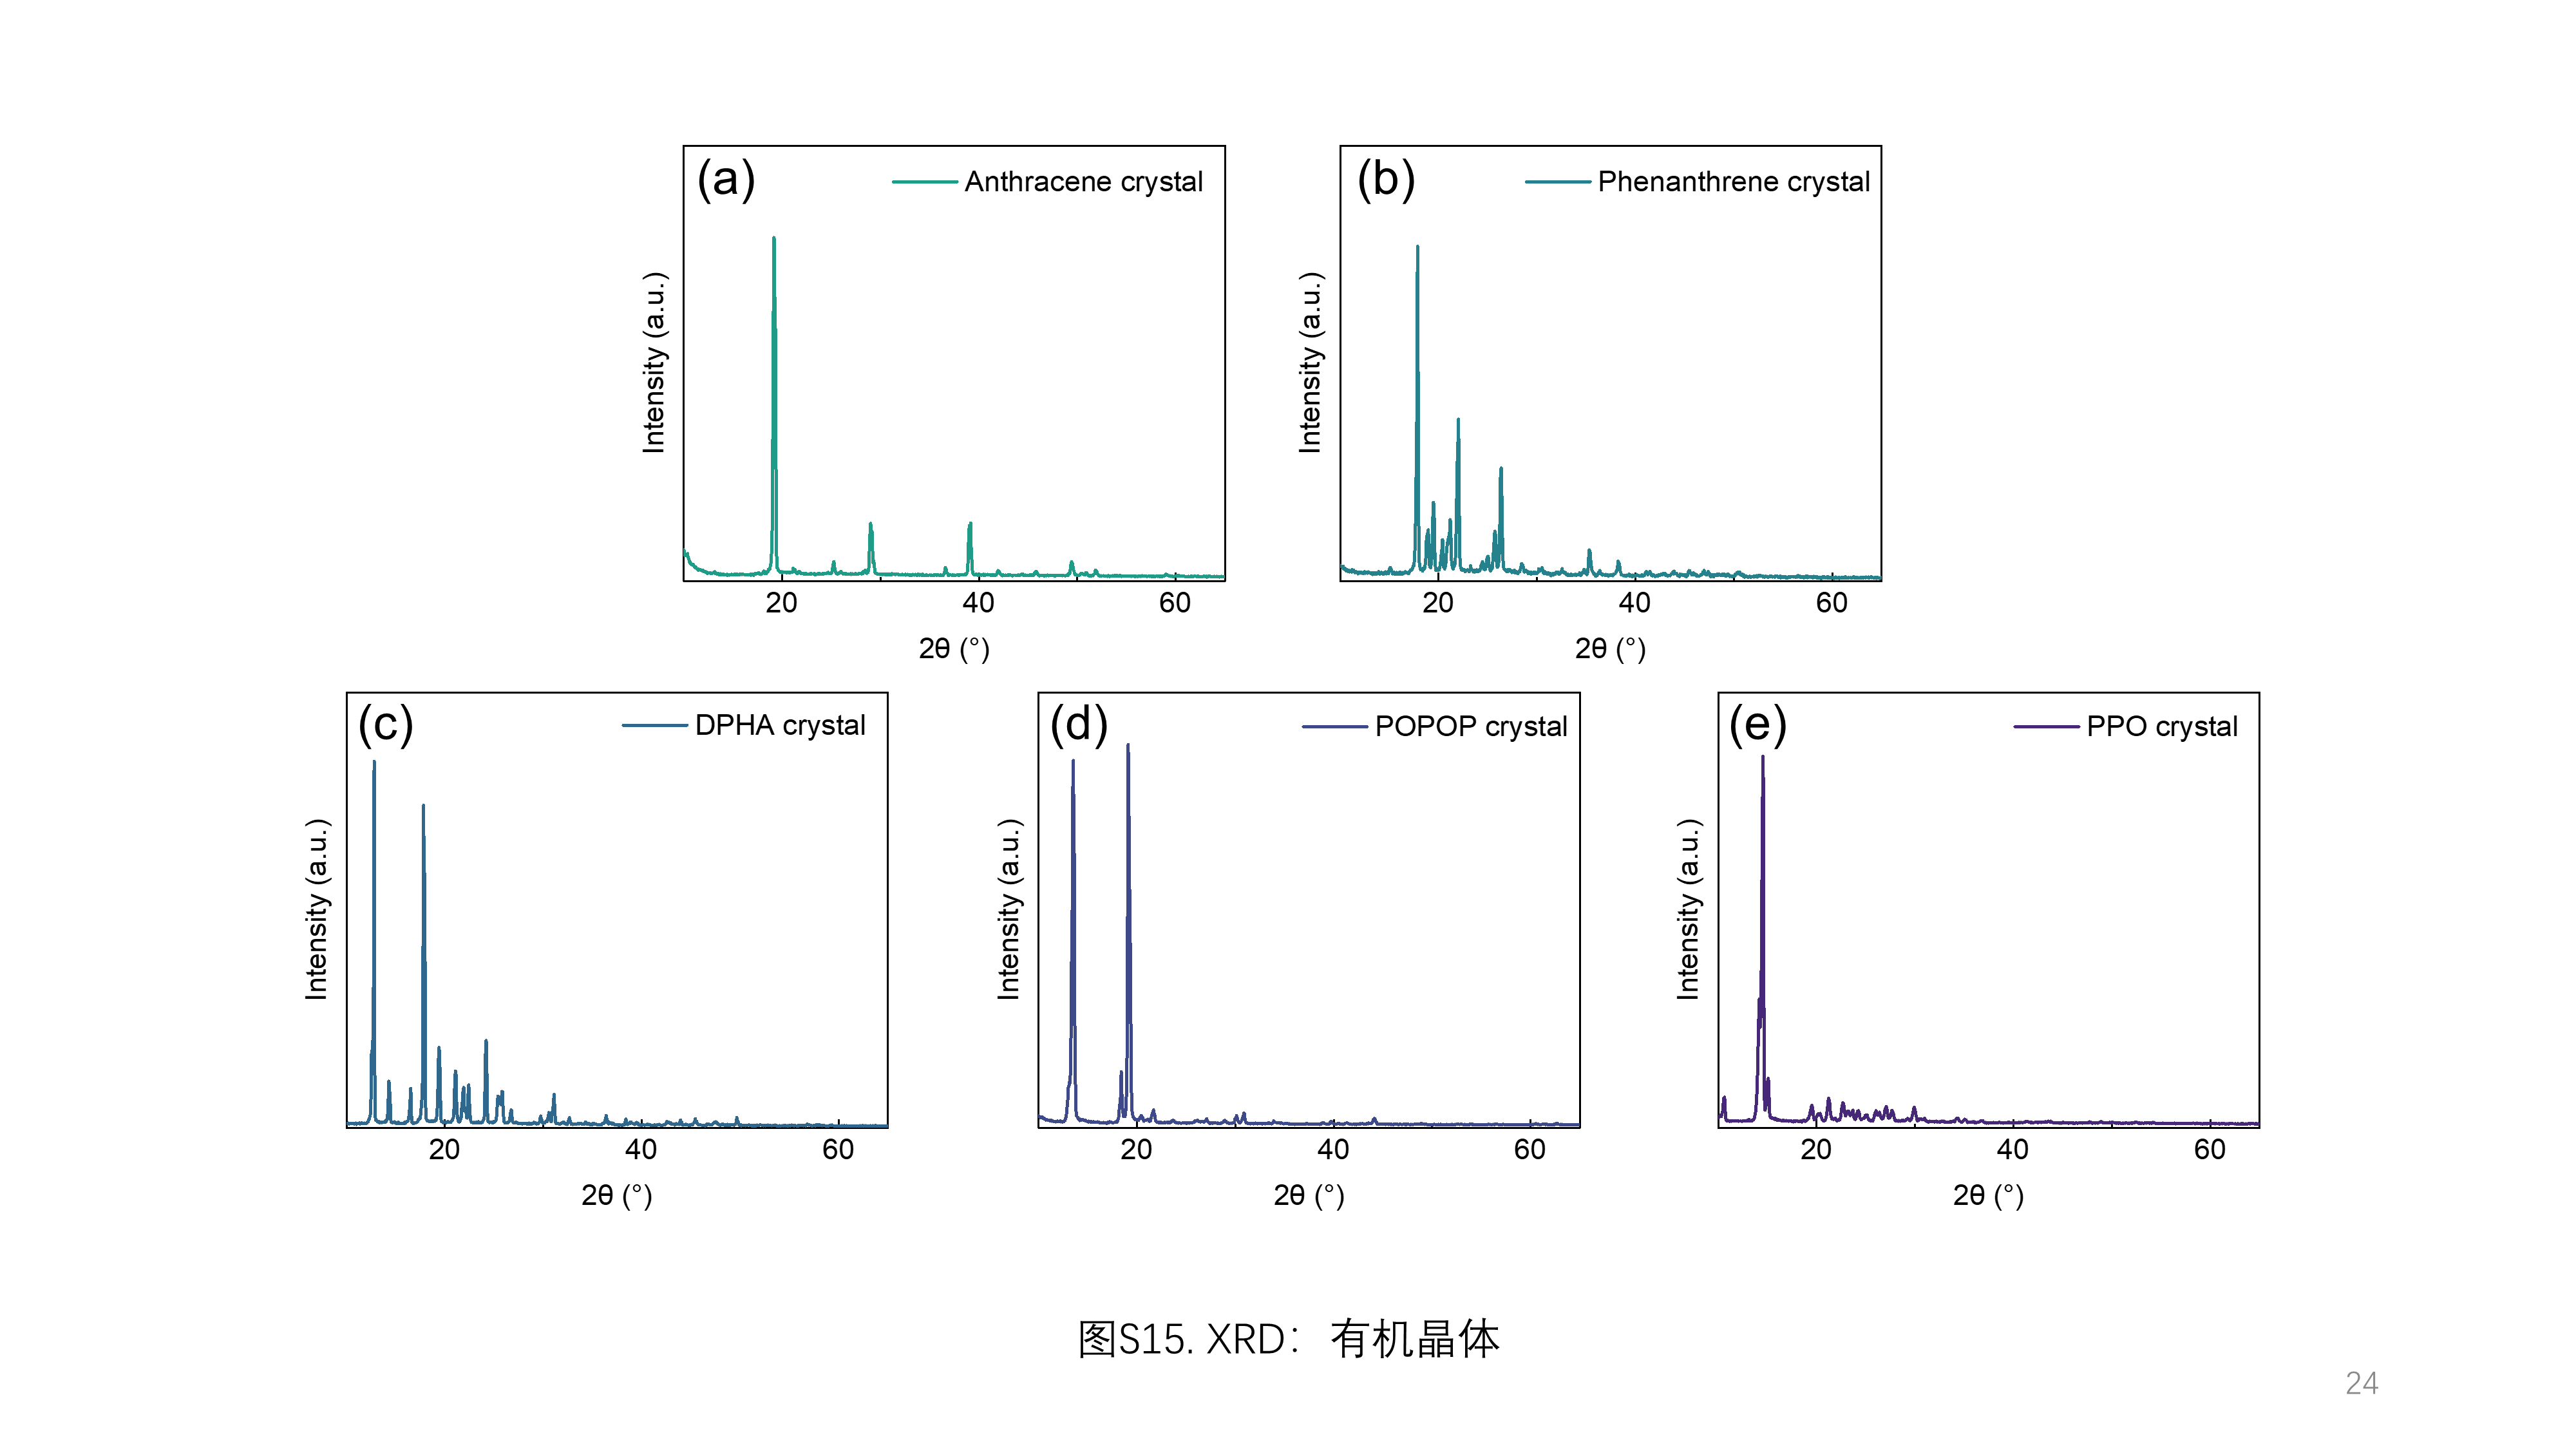 (a)
Anthracene crystal
Intensity (a.u.)
20 40 60
2θ (°)
(b)
Phenanthrene crystal
Intensity (a.u.)
20 40 60
2θ (°)
(c)
DPHA crystal
Intensity (a.u.)
20 40 60
2θ (°)
(d)
POPOP crystal
Intensity (a.u.)
20 40 60
2θ (°)
(e)
PPO crystal
Intensity (a.u.)
20 40 60
2θ (°)
图S15. XRD：有机晶体
24